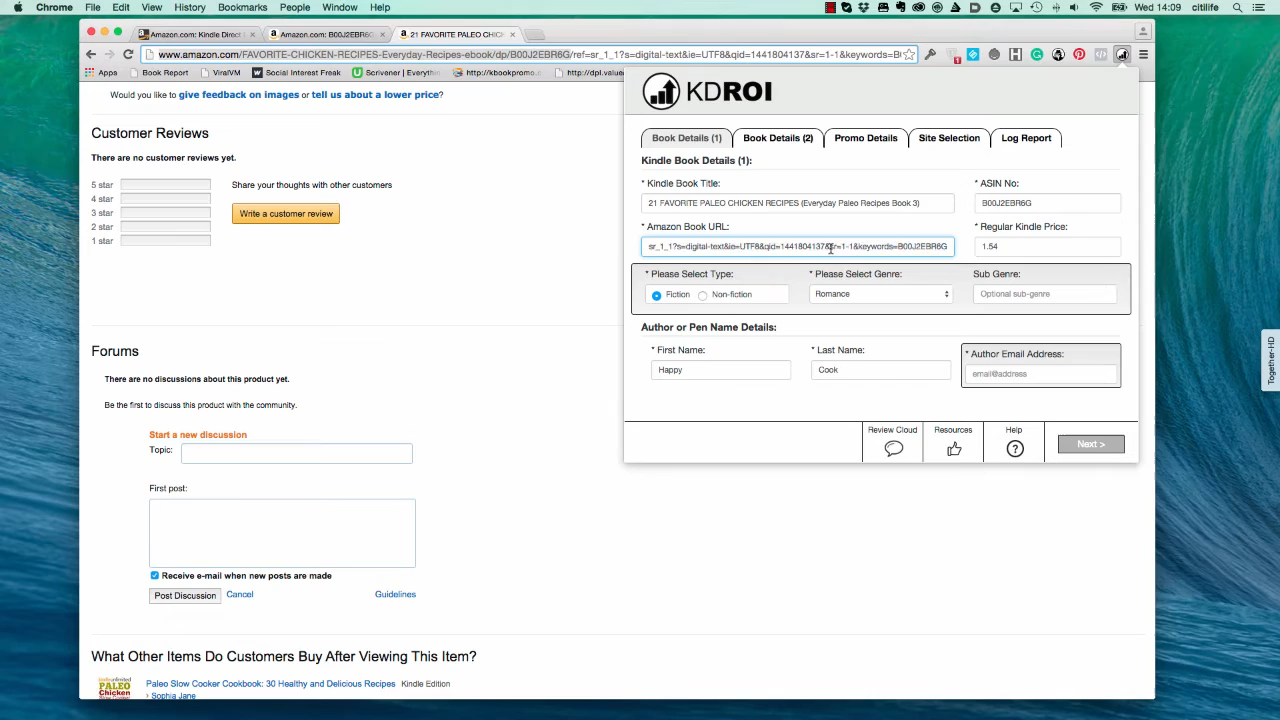 Chrome File Edit View History Bookmarks People Window Help
Wed 14:09 citilife
Amazon.com: Kindle Direct
Amazon.com: B00J2EBR6G
21 FAVORITE PALEO CHICK
www.amazon.com/FAVORITE-CHICKEN-RECIPES-Everyday-Recipes-ebook/dp/B00J2EBR6G/ref=sr_1_1?s=digital-text&ie=UTF8&qid=1441804137&sr=1-1&keywords=B
Apps Book Report ViralVM Social Interest Freak Scrivener | Everyth http://kbookpromo.c http://dpl.value
Would you like to give feedback on images or tell us about a lower price?
Customer Reviews
There are no customer reviews yet.
5 star
4 star
3 star
2 star
1 star
Share your thoughts with other customers
Write a customer review
Forums
There are no discussions about this product yet.
Be the first to discuss this product with the community.
Start a new discussion
Topic:
First post:
Receive e-mail when new posts are made
Post Discussion Cancel Guidelines
What Other Items Do Customers Buy After Viewing This Item?
PALEO
Chicken
Paleo Slow Cooker Cookbook: 30 Healthy and Delicious Recipes Kindle Edition
› Sophia Jane
KDROI
Book Details (1) Book Details (2) Promo Details Site Selection Log Report
Kindle Book Details (1):
* Kindle Book Title: * ASIN No:
21 FAVORITE PALEO CHICKEN RECIPES (Everyday Paleo Recipes Book 3) B00J2EBR6G
* Amazon Book URL: * Regular Kindle Price:
sr_1_1?s=digital-text&ie=UTF8&qid=1441804137&sr=1-1&keywords=B00J2EBR6G 1.54
* Please Select Type: * Please Select Genre: Sub Genre:
Fiction Non-fiction Romance Optional sub-genre
Author or Pen Name Details:
* First Name: * Last Name: * Author Email Address:
Happy Cook email@address
Review Cloud Resources Help
Next >
Together-HD